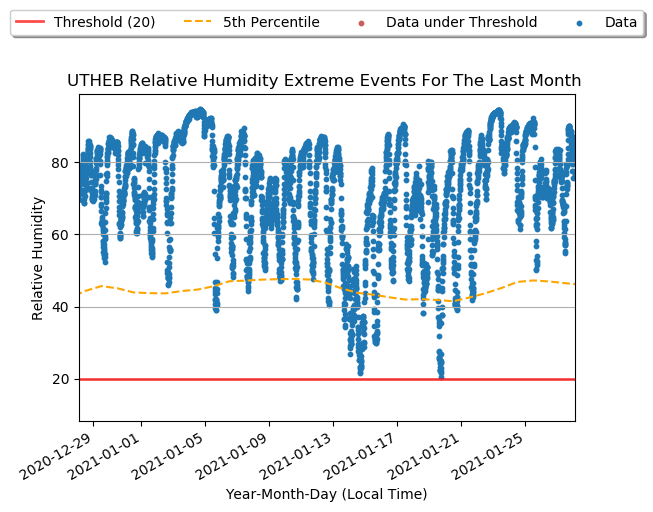 Threshold (20) 5th Percentile Data under Threshold Data
UTHEB Relative Humidity Extreme Events For The Last Month
Relative Humidity
80
60
40
20
2020-12-29 2021-01-01 2021-01-05 2021-01-09 2021-01-13 2021-01-17 2021-01-21 2021-01-25
Year-Month-Day (Local Time)